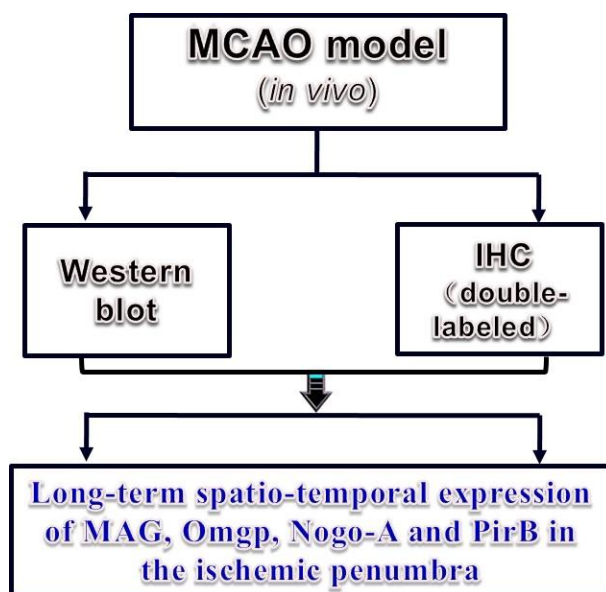 MCAO model
(in vivo)
Western
blot
IHC
（double-
labeled）
Long-term spatio-temporal expression
of MAG, Omgp, Nogo-A and PirB in
the ischemic penumbra